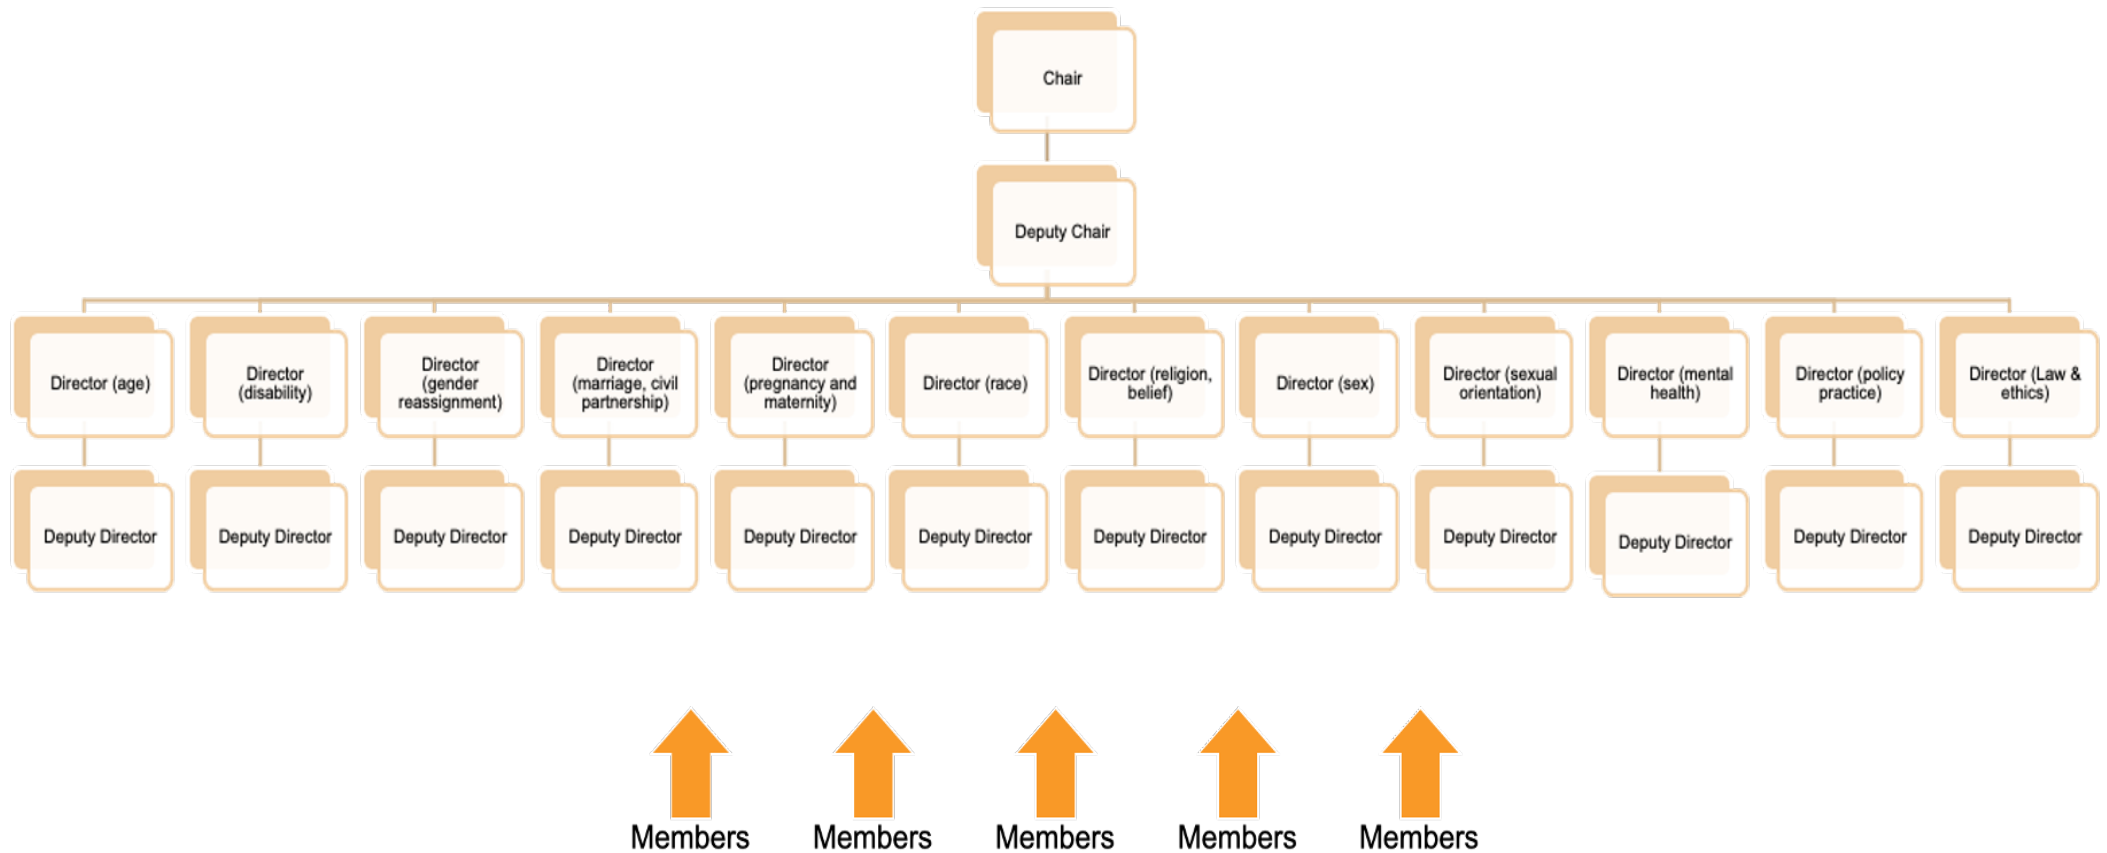 Chair
Deputy Chair
Director (age)
Director
(disability)
Director
(gender
reassignment)
Director
(marriage, civil
partnership)
Director
(pregnancy and
maternity)
Director (race)
Director (religion,
belief)
Director (sex)
Director (sexual
orientation)
Director (mental
health)
Director (policy
practice)
Director (Law &
ethics)
Deputy Director
Deputy Director
Deputy Director
Deputy Director
Deputy Director
Deputy Director
Deputy Director
Deputy Director
Deputy Director
Deputy Director
Deputy Director
Deputy Director
Members
Members
Members
Members
Members